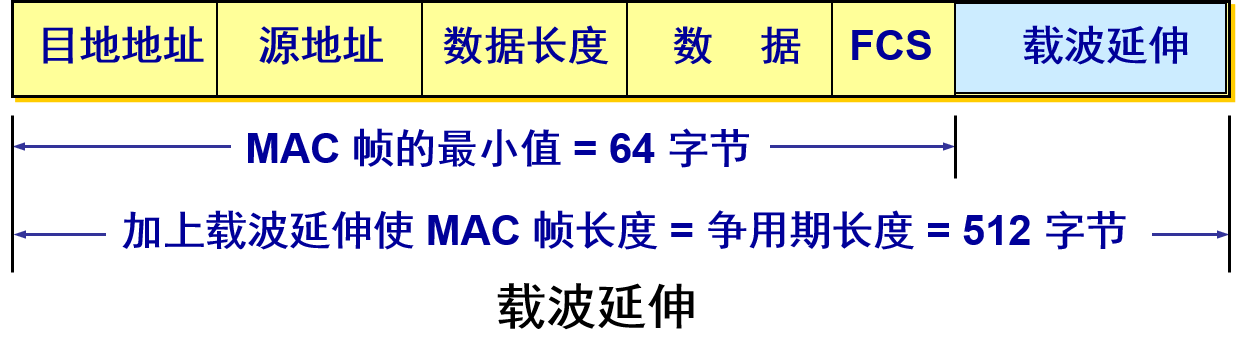 目地地址 源地址 数据长度 数 据 FCS 载波延伸
MAC 帧的最小值 = 64 字节
加上载波延伸使 MAC 帧长度 = 争用期长度 = 512 字节
载波延伸